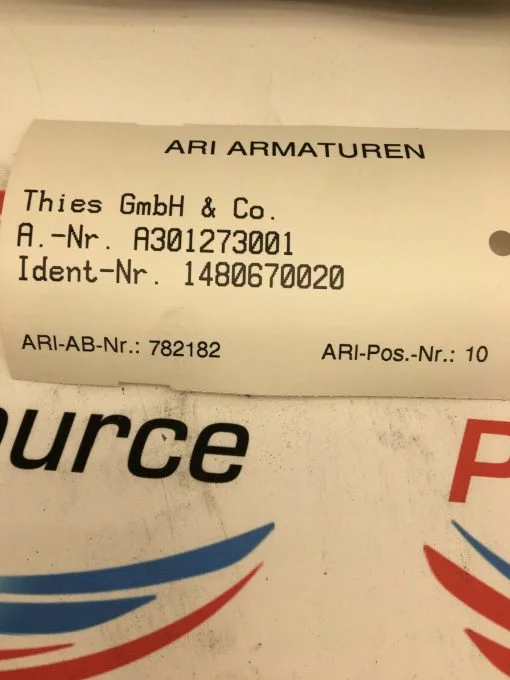 ARI ARMATUREN
Thies GmbH & Co.
A.-Nr. A301273001
Ident-Nr. 1480670020
ARI-AB-Nr.: 782182 ARI-Pos.-Nr.: 10